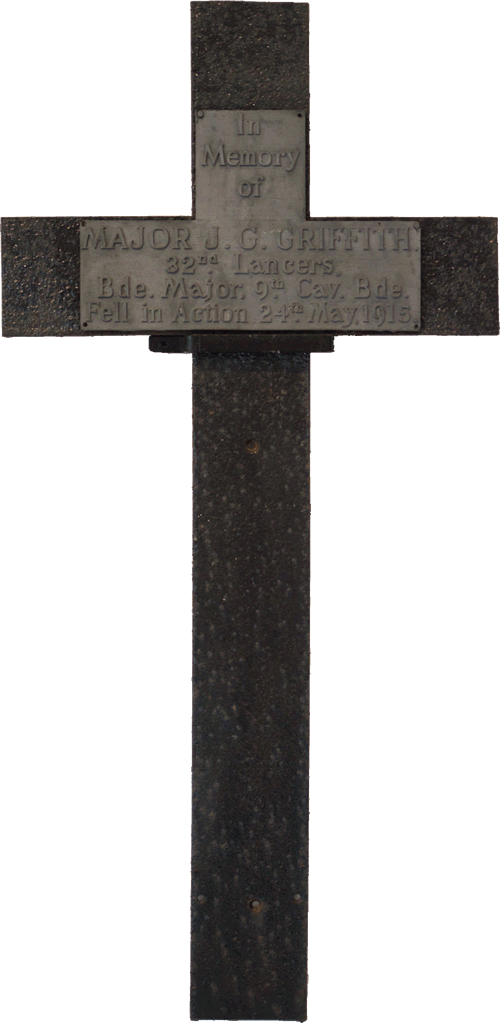 In
Memory
of
MAJOR J. G. GRIFFITH.
32nd Lancers.
Bde. Major, 9th Cav. Bde.
Fell in Action 24th May, 1915.